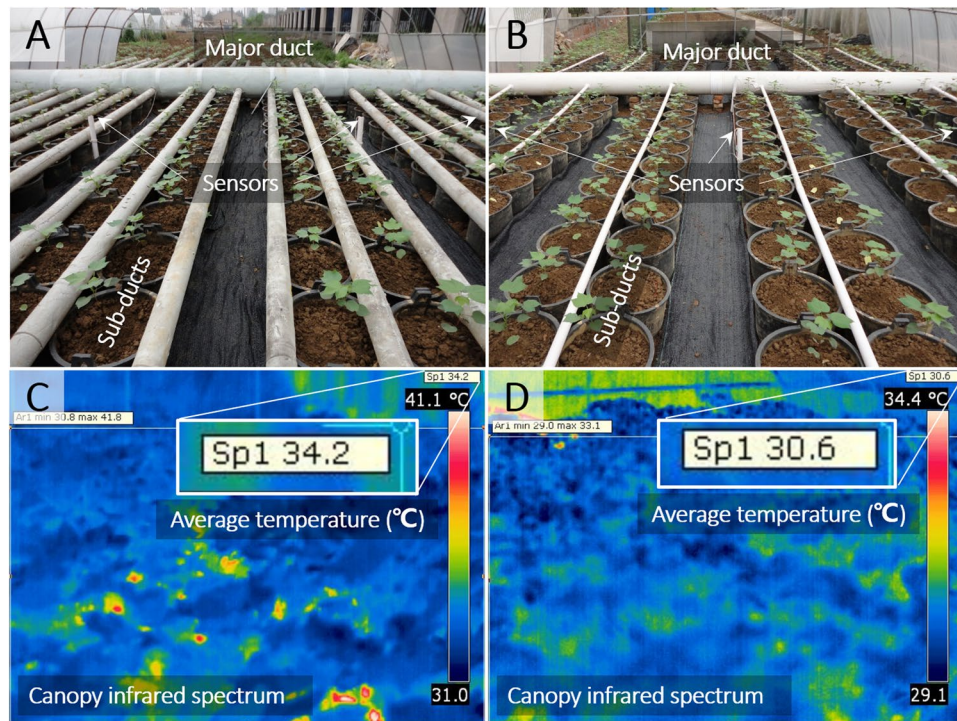 A
Major duct
Sensors
Sub-ducts
B
Major duct
Sensors
Sub-ducts
C
Sp1 34.2
41.1 °C
Ar1 min 30.8 max 41.8
Sp1 34.2
Average temperature (℃)
Canopy infrared spectrum
31.0
D
Sp1 30.6
34.4 °C
Ar1 min 29.0 max 33.1
Sp1 30.6
Average temperature (℃)
Canopy infrared spectrum
29.1